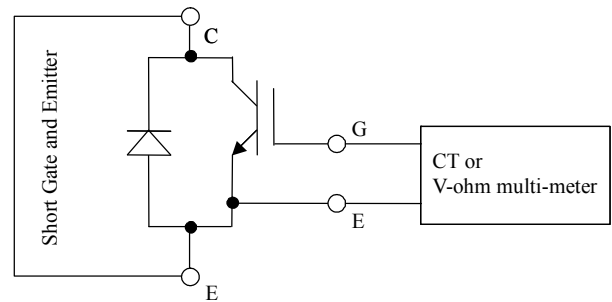 C
Short Gate and Emitter
G
CT or
V-ohm multi-meter
E
E